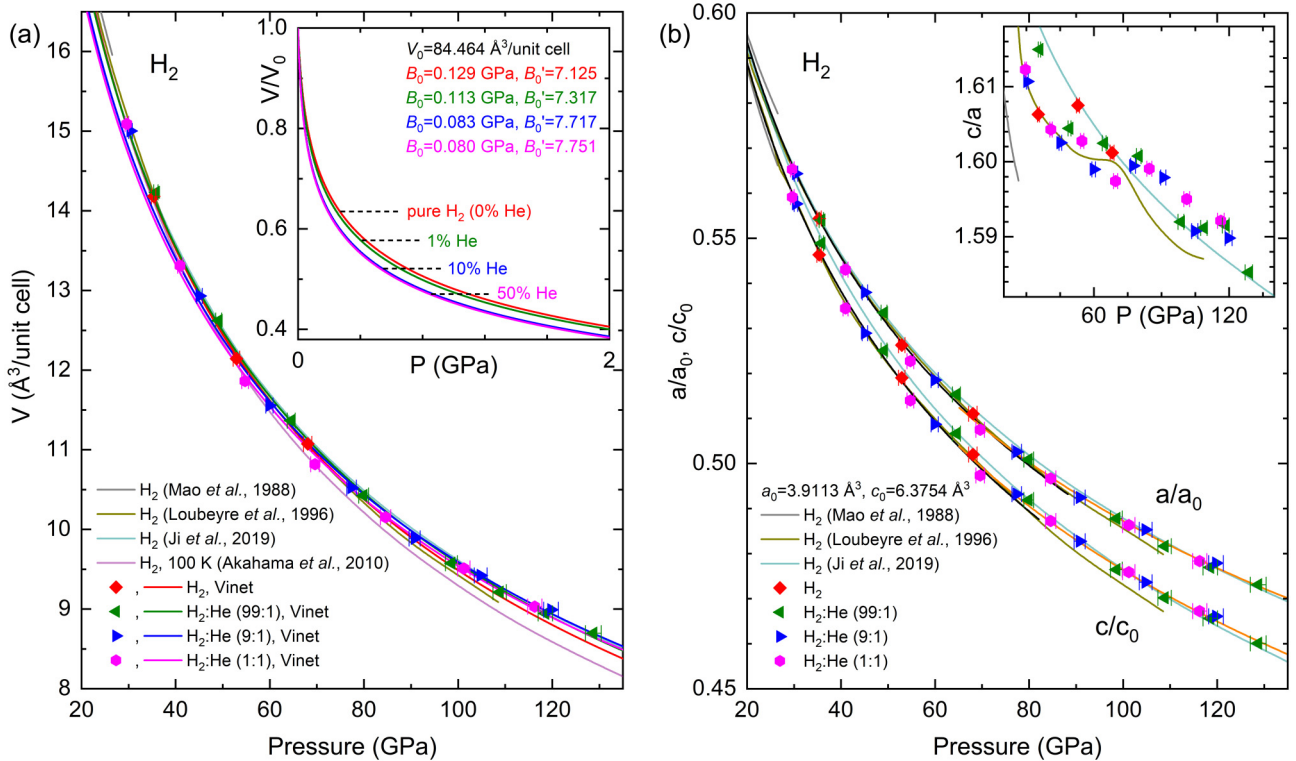 (a)
H₂
V (Å³/unit cell)
16
15
14
13
12
11
10
9
8
20
40
60
80
100
120
Pressure (GPa)
V/V₀
1.0
0.8
0.6
0.4
0
2
P (GPa)
V₀=84.464 Å³/unit cell
B₀=0.129 GPa, B₀'=7.125
B₀=0.113 GPa, B₀'=7.317
B₀=0.083 GPa, B₀'=7.717
B₀=0.080 GPa, B₀'=7.751
pure H₂ (0% He)
1% He
10% He
50% He
H₂ (Mao et al., 1988)
H₂ (Loubeyre et al., 1996)
H₂ (Ji et al., 2019)
H₂, 100 K (Akahama et al., 2010)
, H₂, Vinet
, H₂:He (99:1), Vinet
, H₂:He (9:1), Vinet
, H₂:He (1:1), Vinet
(b)
H₂
a/a₀, c/c₀
0.60
0.55
0.50
0.45
20
40
60
80
100
120
Pressure (GPa)
c/a
1.61
1.60
1.59
60
P (GPa)
120
a/a₀
c/c₀
a₀=3.9113 Å³, c₀=6.3754 Å³
H₂ (Mao et al., 1988)
H₂ (Loubeyre et al., 1996)
H₂ (Ji et al., 2019)
H₂
H₂:He (99:1)
H₂:He (9:1)
H₂:He (1:1)